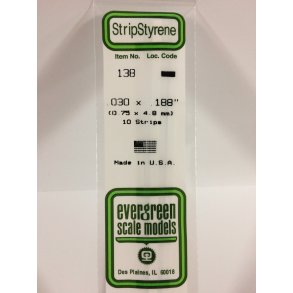 StripStyrene
Item No. Loc. Code
138
.030 x .188"
(0.75 x 4.8 mm)
10 Strips
Made in U.S.A.
evergreen
scale models
Des Plaines, IL 60018